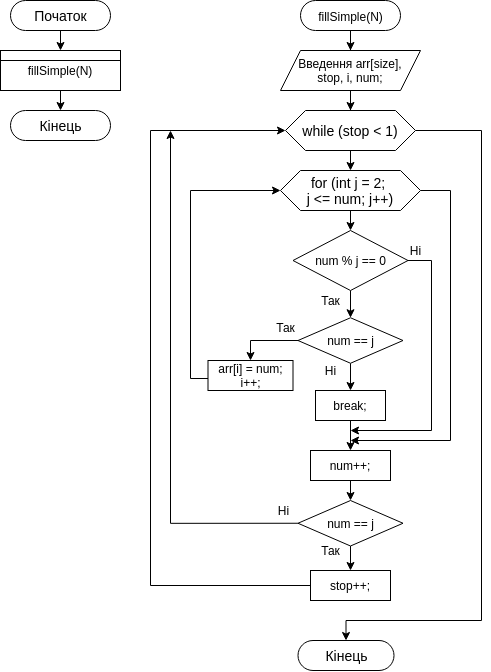 Початок
fillSimple(N)
Кінець
fillSimple(N)
Введення arr[size],
stop, i, num;
while (stop < 1)
for (int j = 2;
j <= num; j++)
num % j == 0
Ні
Так
num == j
Так
Ні
arr[i] = num;
i++;
break;
num++;
num == j
Ні
Так
stop++;
Кінець